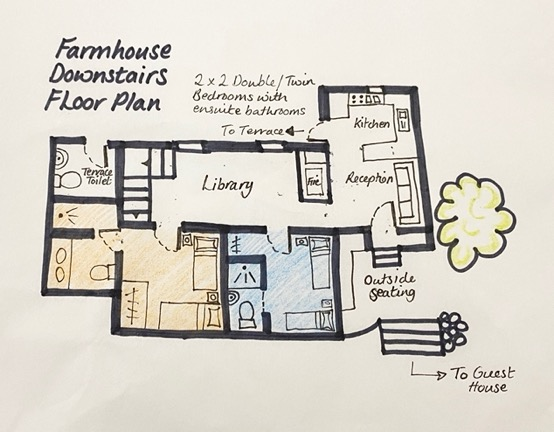 Farmhouse
Downstairs
Floor Plan
2 x 2 Double/Twin
Bedrooms with
ensuite bathrooms
To Terrace
Kitchen
Terrace
Toilet
Library
Fire
Reception
Outside
Seating
To Guest
House